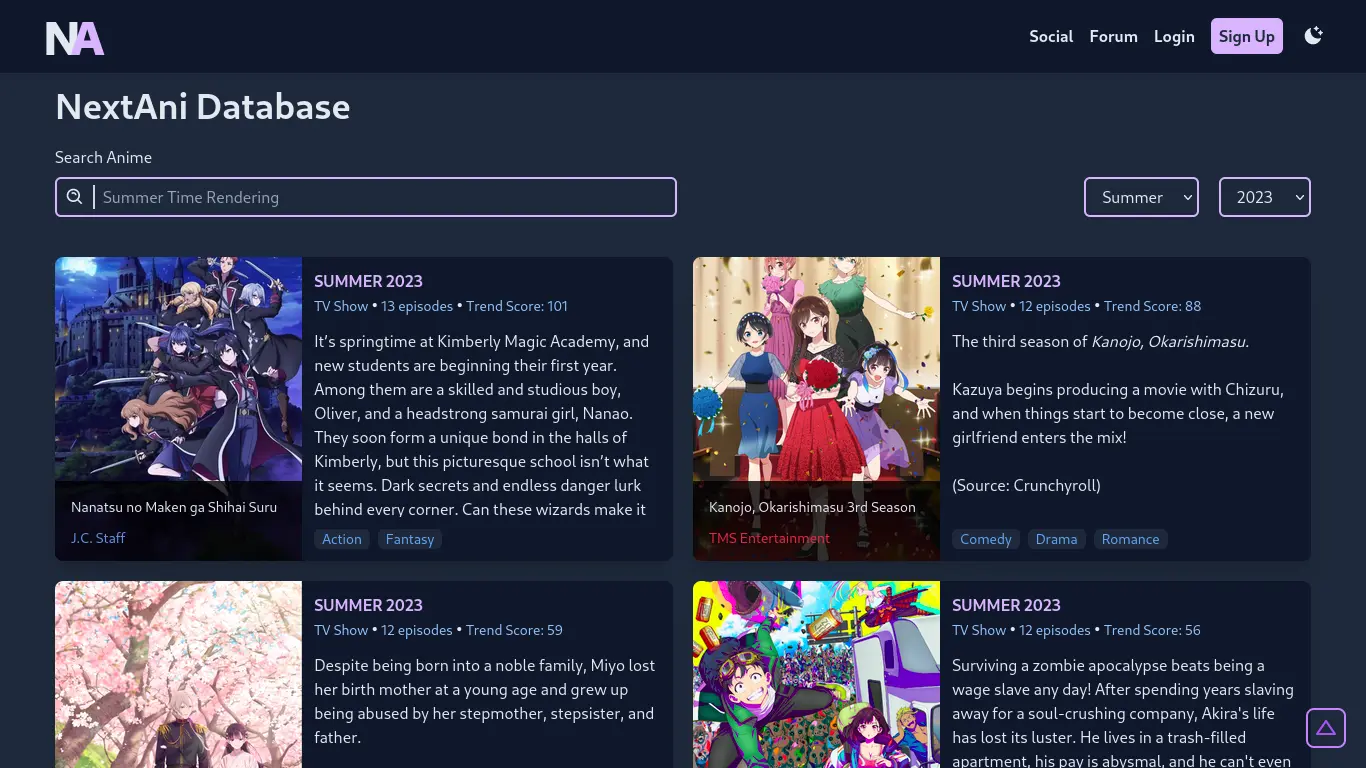 NA
Social Forum Login Sign Up
NextAni Database
Search Anime
Summer Time Rendering
Summer
2023
SUMMER 2023
TV Show • 13 episodes • Trend Score: 101
It’s springtime at Kimberly Magic Academy, and
new students are beginning their first year.
Among them are a skilled and studious boy,
Oliver, and a headstrong samurai girl, Nanao.
They soon form a unique bond in the halls of
Kimberly, but this picturesque school isn’t what
it seems. Dark secrets and endless danger lurk
behind every corner. Can these wizards make it
Nanatsu no Maken ga Shihai Suru
J.C. Staff
Action Fantasy
SUMMER 2023
TV Show • 12 episodes • Trend Score: 88
The third season of Kanojo, Okarishimasu.
Kazuya begins producing a movie with Chizuru,
and when things start to become close, a new
girlfriend enters the mix!
(Source: Crunchyroll)
Kanojo, Okarishimasu 3rd Season
TMS Entertainment
Comedy Drama Romance
SUMMER 2023
TV Show • 12 episodes • Trend Score: 59
Despite being born into a noble family, Miyo lost
her birth mother at a young age and grew up
being abused by her stepmother, stepsister, and
father.
SUMMER 2023
TV Show • 12 episodes • Trend Score: 56
Surviving a zombie apocalypse beats being a
wage slave any day! After spending years slaving
away for a soul-crushing company, Akira's life
has lost its luster. He lives in a trash-filled
apartment, his pay is abysmal, and he can't even